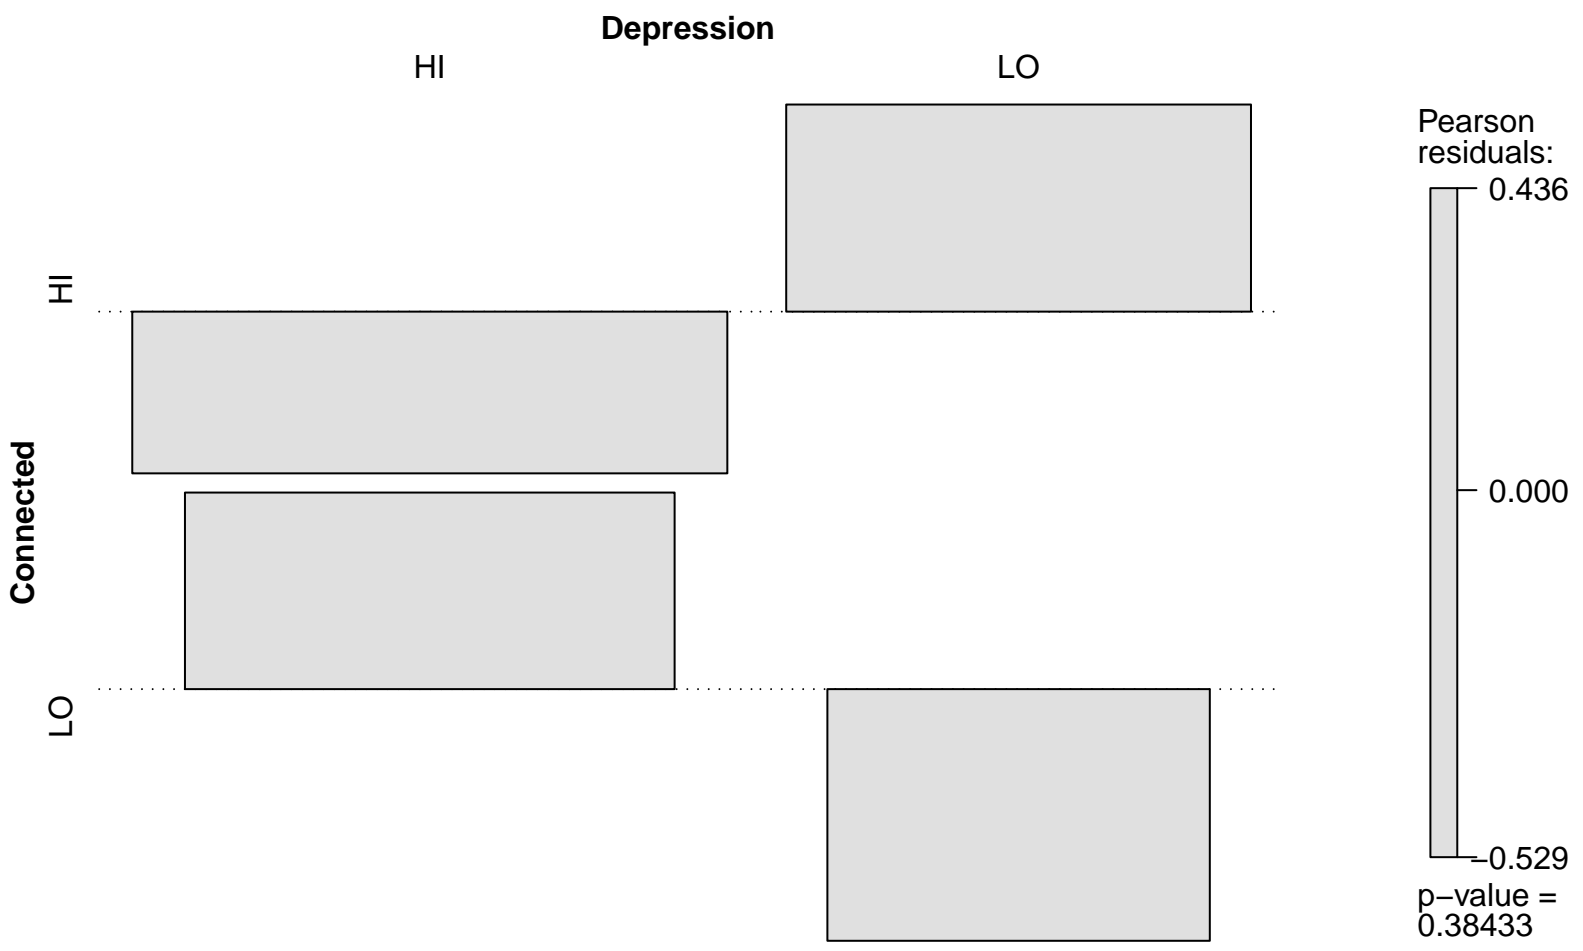 Depression
HI
LO
HI
LO
Connected
Pearson
residuals:
0.436
0.000
−0.529
p−value =
0.38433